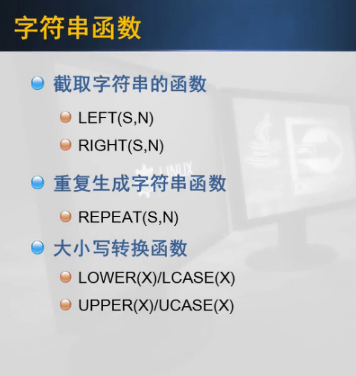 字符串函数
截取字符串的函数
LEFT(S,N)
RIGHT(S,N)
重复生成字符串函数
REPEAT(S,N)
大小写转换函数
LOWER(X)/LCASE(X)
UPPER(X)/UCASE(X)